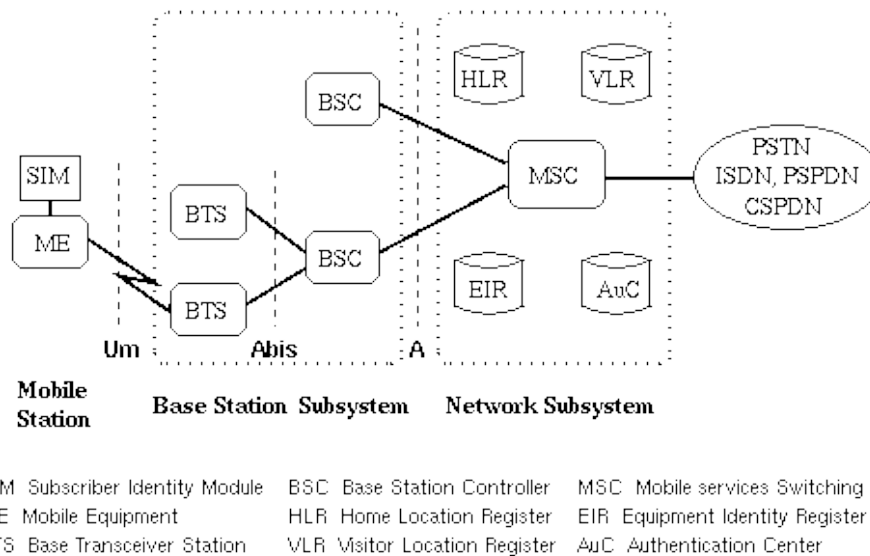 HLR
VLR
BSC
PSTN
ISDN, PSPDN
CSPDN
MSC
SIM
BTS
ME
BSC
EIR
AuC
BTS
Um
Abis
A
Mobile
Station
Base Station Subsystem
Network Subsystem
M Subscriber Identity Module BSC Base Station Controller MSC Mobile services Switching
E Mobile Equipment HLR Home Location Register EIR Equipment Identity Register
TS Base Transceiver Station VLR Visitor Location Register AuC Authentication Center